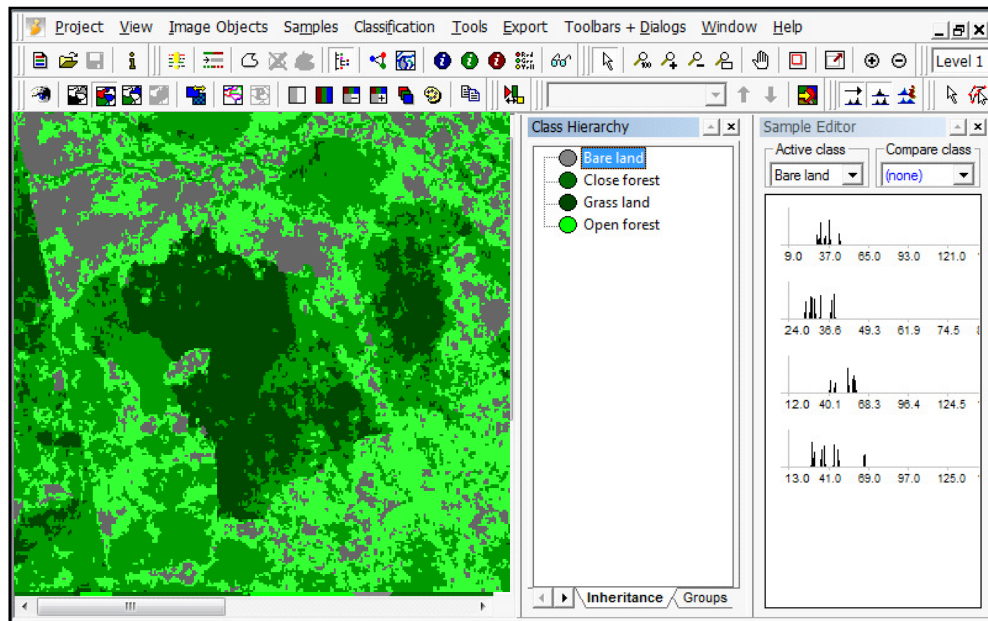 Project View Image Objects Samples Classification Tools Export Toolbars + Dialogs Window Help
Level 1
Class Hierarchy
Bare land
Close forest
Grass land
Open forest
Inheritance Groups
Sample Editor
Active class Compare class
Bare land (none)
9.0 37.0 65.0 93.0 121.0
24.0 36.6 49.3 61.9 74.5
12.0 40.1 68.3 96.4 124.5
13.0 41.0 69.0 97.0 125.0